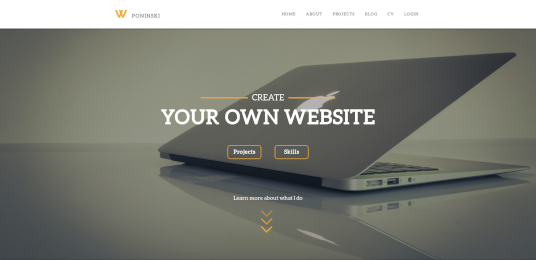 W PONINSKI
HOME ABOUT PROJECTS BLOG CV LOGIN
CREATE
YOUR OWN WEBSITE
Projects Skills
Learn more about what I do